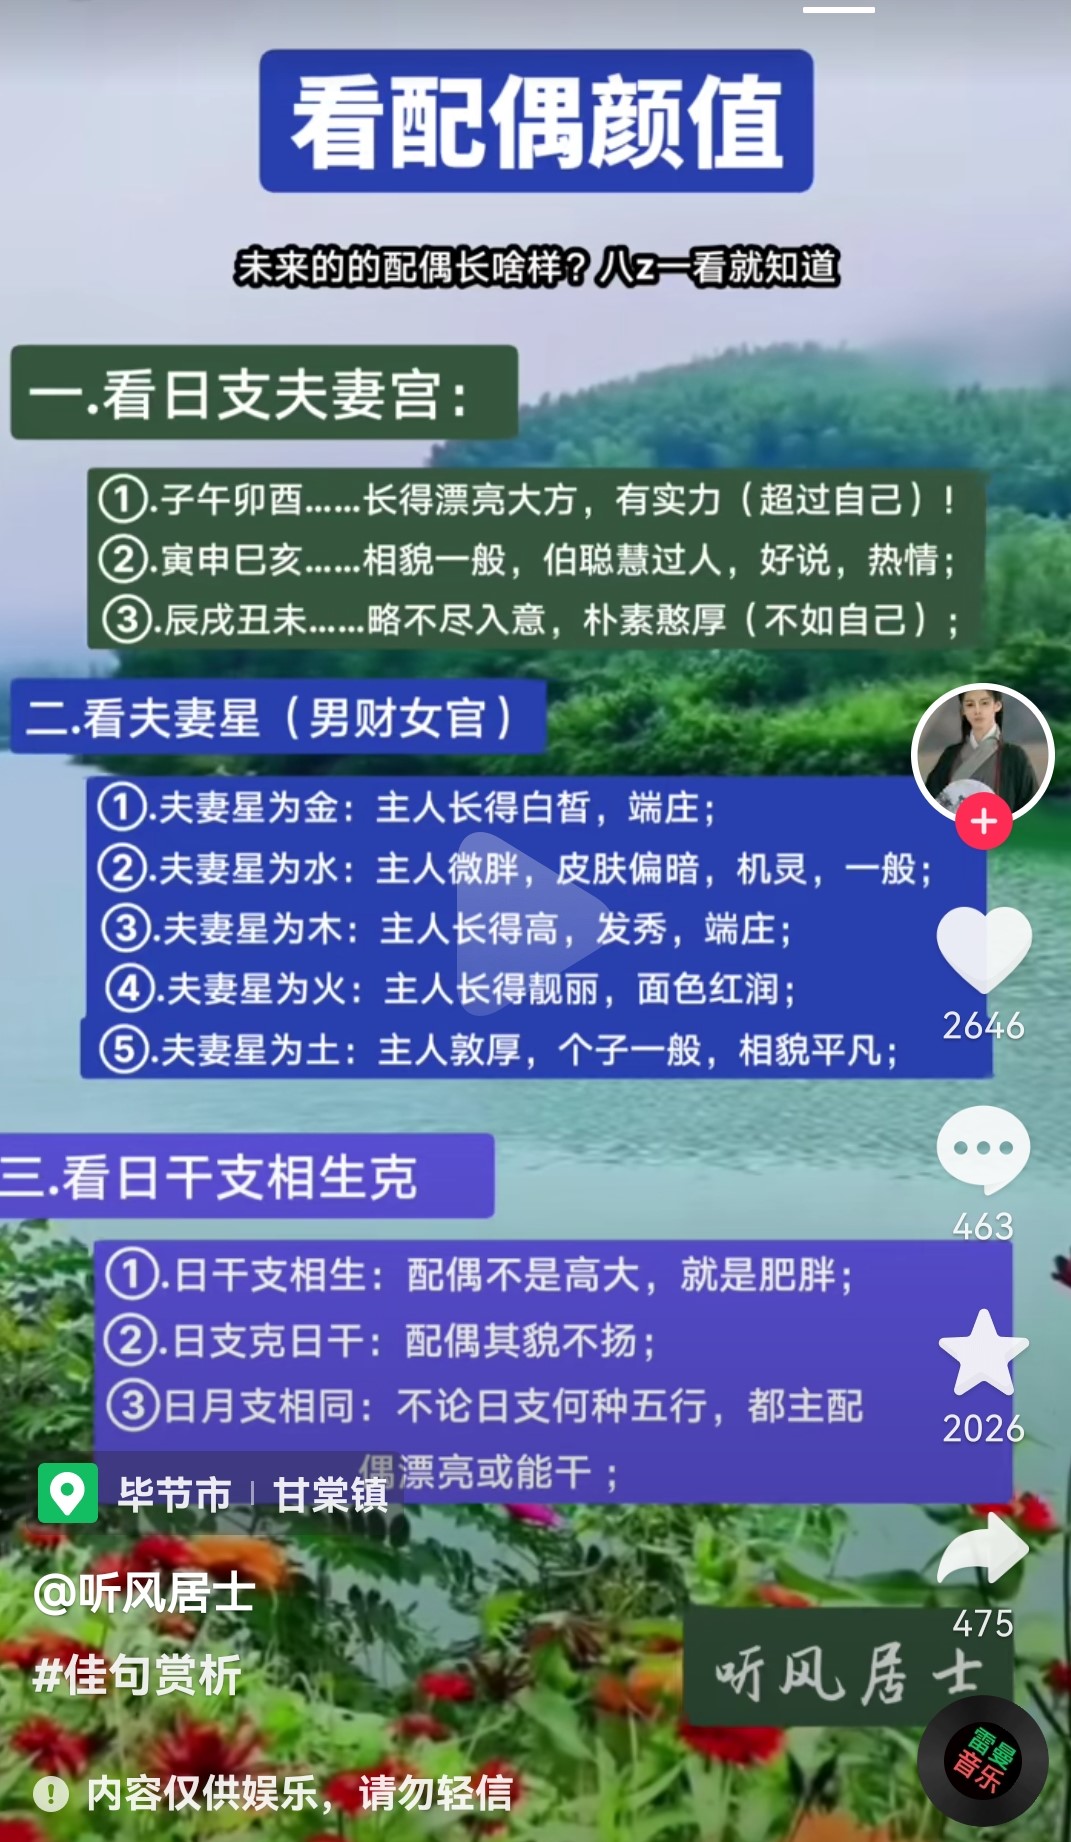 看配偶颜值
未来的的配偶长啥样？八z一看就知道
一.看日支夫妻宫：
①.子午卯酉……长得漂亮大方，有实力（超过自己）！
②.寅申巳亥……相貌一般，伯聪慧过人，好说，热情；
③.辰戌丑未……略不尽入意，朴素憨厚（不如自己）；
二.看夫妻星（男财女官）
①.夫妻星为金：主人长得白皙，端庄；
②.夫妻星为水：主人微胖，皮肤偏暗，机灵，一般；
③.夫妻星为木：主人长得高，发秀，端庄；
④.夫妻星为火：主人长得靓丽，面色红润；
⑤.夫妻星为土：主人敦厚，个子一般，相貌平凡；
2646
463
三.看日干支相生克
①.日干支相生：配偶不是高大，就是肥胖；
②.日支克日干：配偶其貌不扬；
③日月支相同：不论日支何种五行，都主配
偶漂亮或能干；
2026
毕节市 | 甘棠镇
@听风居士
475
#佳句赏析
听风居士
雷曼
音乐
内容仅供娱乐，请勿轻信